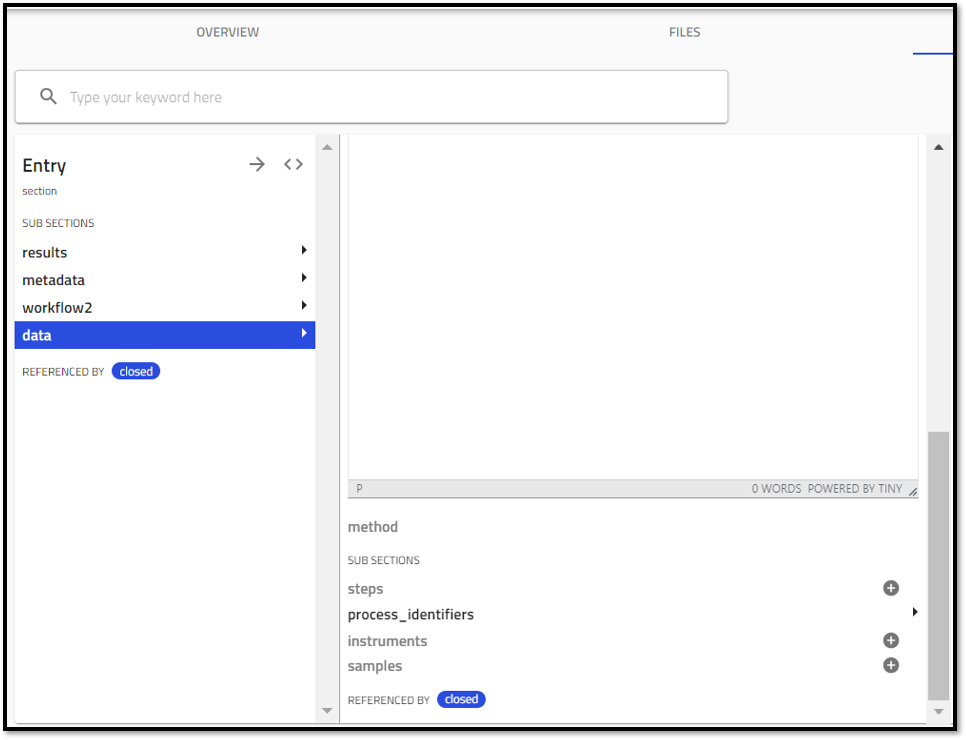 OVERVIEW FILES
Type your keyword here
Entry
section
SUB SECTIONS
results
metadata
workflow2
data
REFERENCED BY closed
P 0 WORDS POWERED BY TINY
method
SUB SECTIONS
steps
process_identifiers
instruments
samples
REFERENCED BY closed